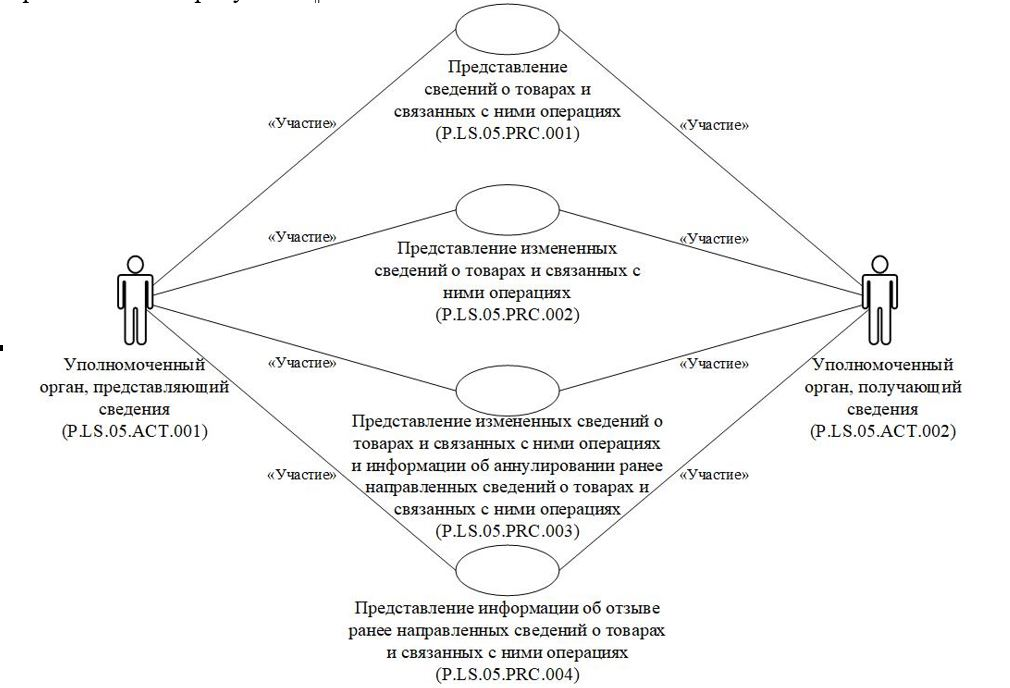 Представление
сведений о товарах и
связанных с ними операциях
(P.LS.05.PRC.001)
«Участие»
«Участие»
Представление измененных
сведений о товарах и связанных с
ними операциях
(P.LS.05.PRC.002)
«Участие»
«Участие»
Уполномоченный
орган, представляющий
сведения
(P.LS.05.ACT.001)
Уполномоченный
орган, получающий
сведения
(P.LS.05.ACT.002)
«Участие»
«Участие»
Представление измененных сведений о
товарах и связанных с ними операциях
и информации об аннулировании ранее
направленных сведений о товарах и
связанных с ними операциях
(P.LS.05.PRC.003)
«Участие»
«Участие»
Представление информации об отзыве
ранее направленных сведений о товарах
и связанных с ними операциях
(P.LS.05.PRC.004)